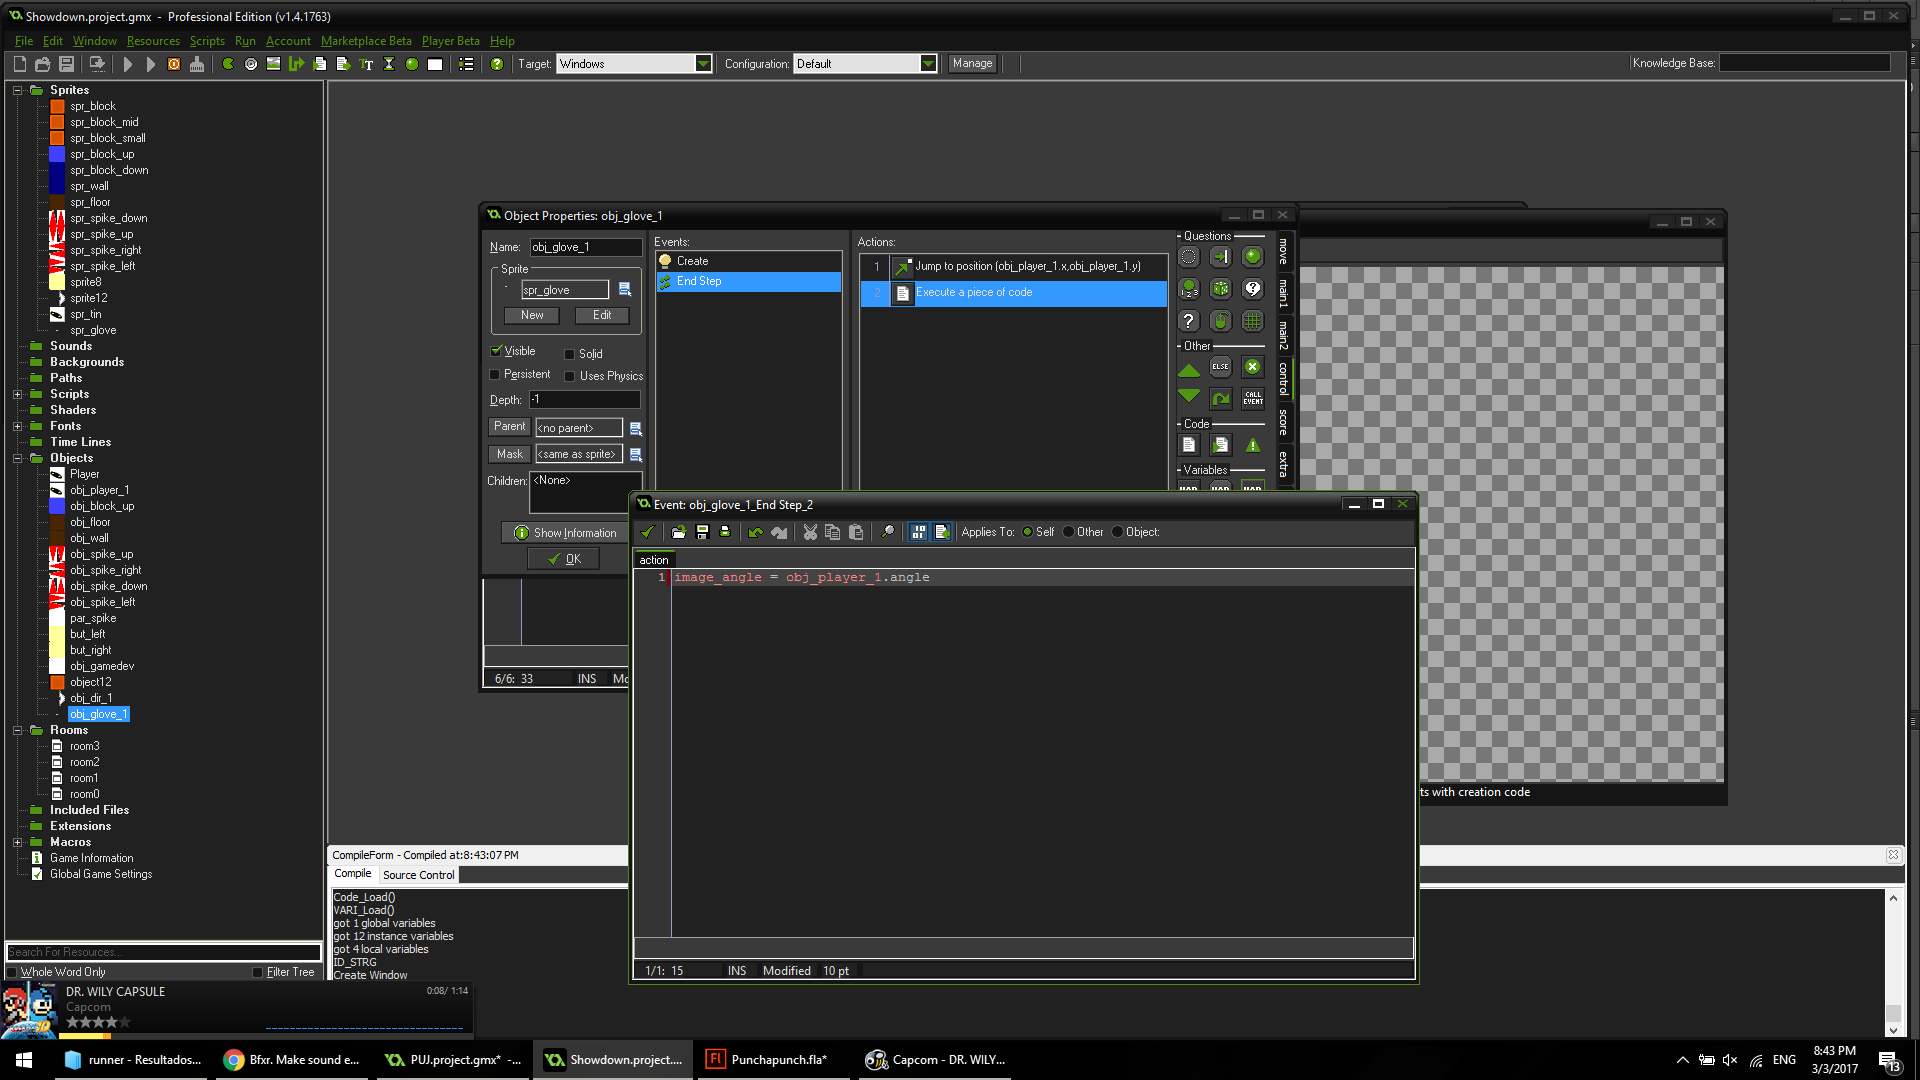 Showdown.project.gmx - Professional Edition (v1.4.1763)
File Edit Window Resources Scripts Run Account Marketplace Beta Player Beta Help
Target: Windows Configuration: Default Manage Knowledge Base:
Sprites
spr_block
spr_block_mid
spr_block_small
spr_block_up
spr_block_down
spr_wall
spr_floor
spr_spike_down
spr_spike_up
spr_spike_right
spr_spike_left
sprite8
sprite12
spr_tin
spr_glove
Sounds
Backgrounds
Paths
Scripts
Shaders
Fonts
Time Lines
Objects
Player
obj_player_1
obj_block_up
obj_floor
obj_wall
obj_spike_up
obj_spike_right
obj_spike_down
obj_spike_left
par_spike
but_left
but_right
obj_gamedev
object12
obj_dir_1
obj_glove_1
Rooms
room3
room2
room1
room0
Included Files
Extensions
Macros
Game Information
Global Game Settings
Search For Resources...
Whole Word Only Filter Tree
Object Properties: obj_glove_1
Name: obj_glove_1
Sprite
spr_glove
New Edit
Visible Solid
Persistent Uses Physics
Depth: -1
Parent <no parent>
Mask <same as sprite>
Children: <None>
Show Information
OK
Events:
Create
End Step
Actions:
1 Jump to position (obj_player_1.x,obj_player_1.y)
2 Execute a piece of code
Questions
Other
ELSE
CALL EVENT
Code
Variables
move
main1
main2
control
score
extra
6/6: 33 INS Mo
Event: obj_glove_1_End Step_2
Applies To: Self Other Object:
action
1 image_angle = obj_player_1.angle
1/1: 15 INS Modified 10 pt
ts with creation code
CompileForm - Compiled at:8:43:07 PM
Compile Source Control
Code_Load()
VARI_Load()
got 1 global variables
got 12 instance variables
got 4 local variables
ID_STRG
Create Window
DR. WILY CAPSULE 0:08/ 1:14
Capcom
runner - Resultados... Bfxr. Make sound e... PUJ.project.gmx* -... Showdown.project.... Punchapunch.fla* Capcom - DR. WILY... ENG 8:43 PM
3/3/2017
13